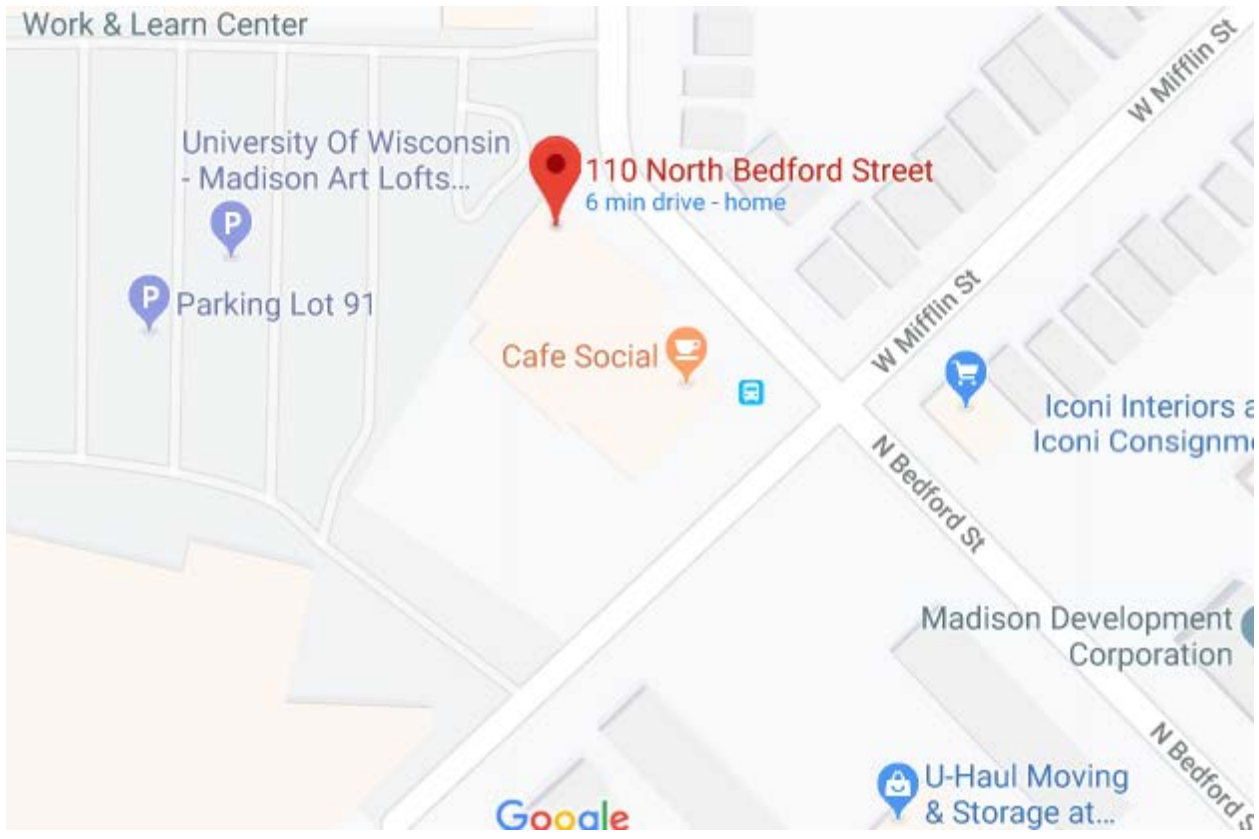 Work & Learn Center
W Mifflin St
University Of Wisconsin
- Madison Art Lofts...
P
110 North Bedford Street
6 min drive - home
P
Parking Lot 91
W Mifflin St
Cafe Social
Iconi Interiors a
Iconi Consignme
N Bedford St
Madison Development
Corporation
N Bedford S
U-Haul Moving
& Storage at...
Google